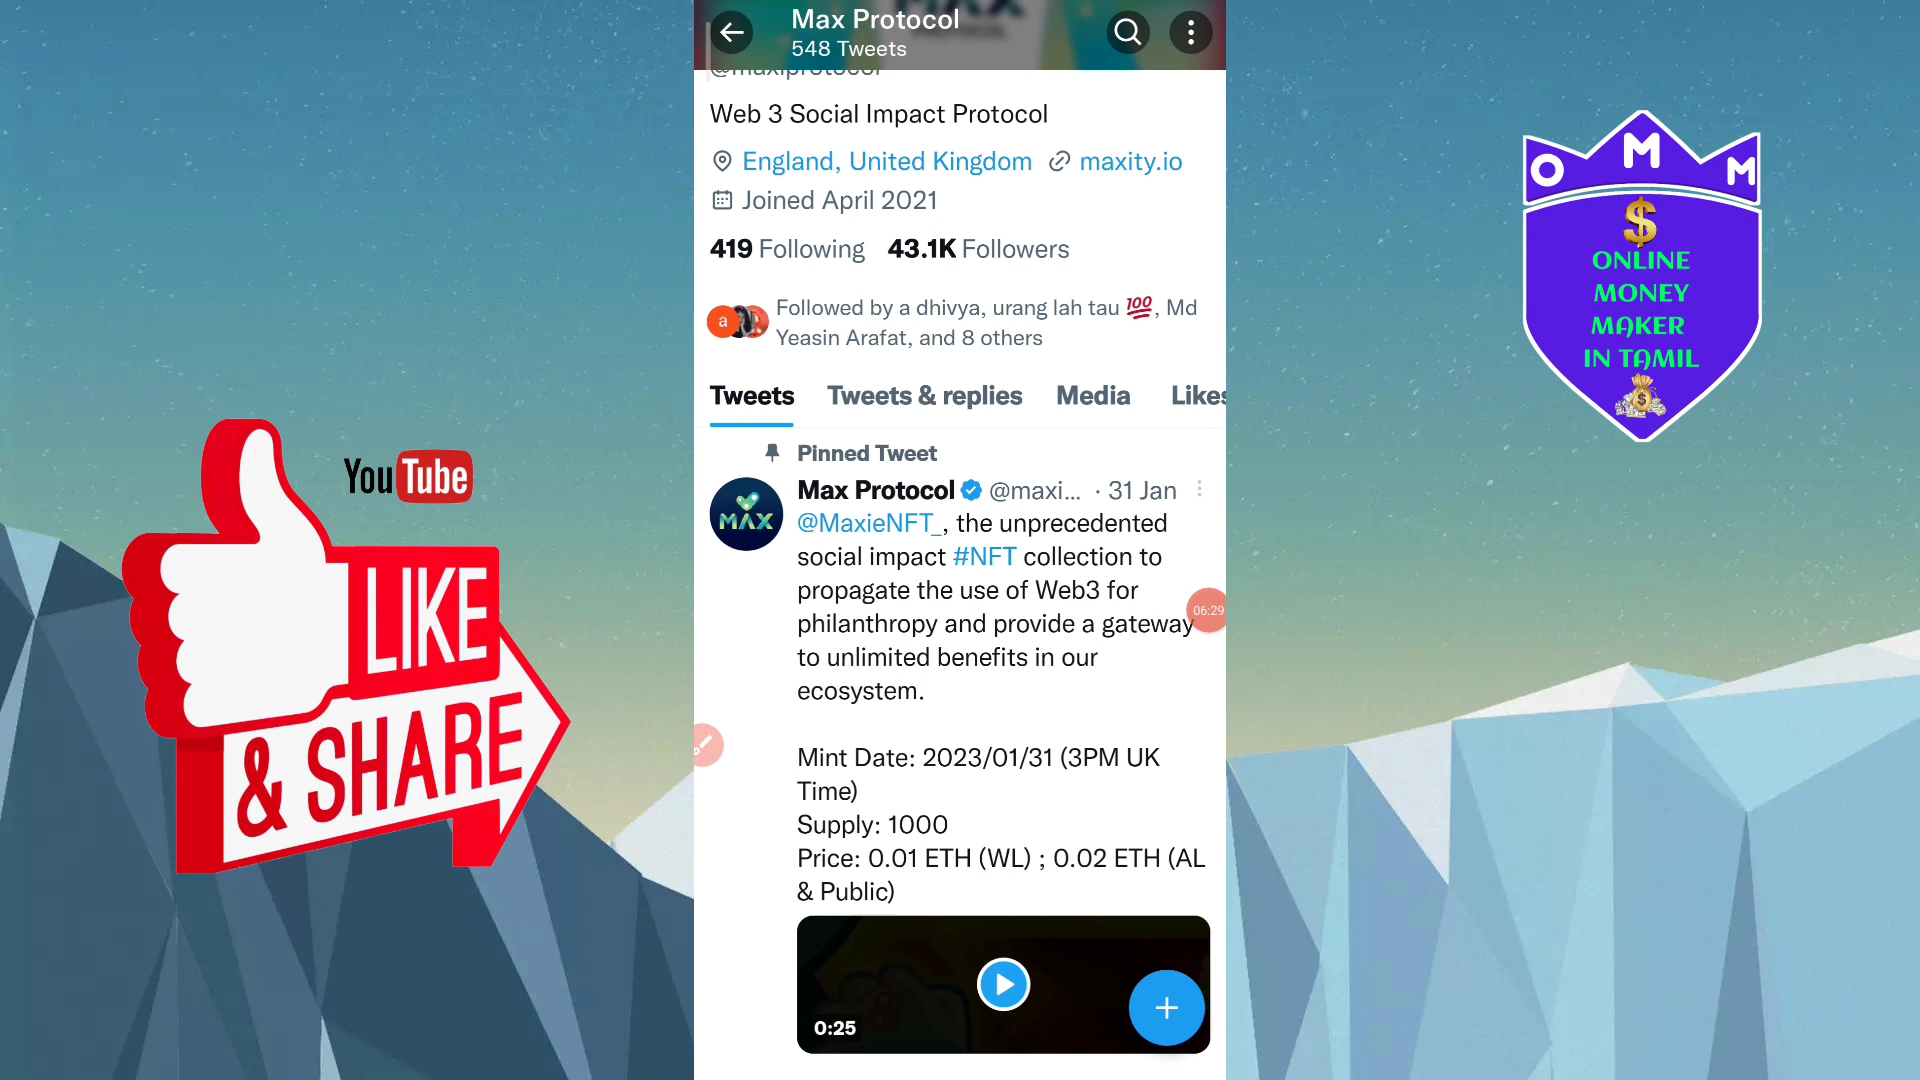 Max Protocol
548 Tweets
@maxiprotocol
Web 3 Social Impact Protocol
England, United Kingdom maxity.io
Joined April 2021
419 Following 43.1K Followers
a
Followed by a dhivya, urang lah tau 💯, Md
Yeasin Arafat, and 8 others
Tweets Tweets & replies Media Likes
Pinned Tweet
MAX
Max Protocol @maxi... · 31 Jan
@MaxieNFT_, the unprecedented
social impact #NFT collection to
propagate the use of Web3 for
philanthropy and provide a gateway
to unlimited benefits in our
ecosystem.
06:29
Mint Date: 2023/01/31 (3PM UK
Time)
Supply: 1000
Price: 0.01 ETH (WL) ; 0.02 ETH (AL
& Public)
0:25
YouTube
LIKE
& SHARE
OMM
$
ONLINE
MONEY
MAKER
IN TAMIL
$